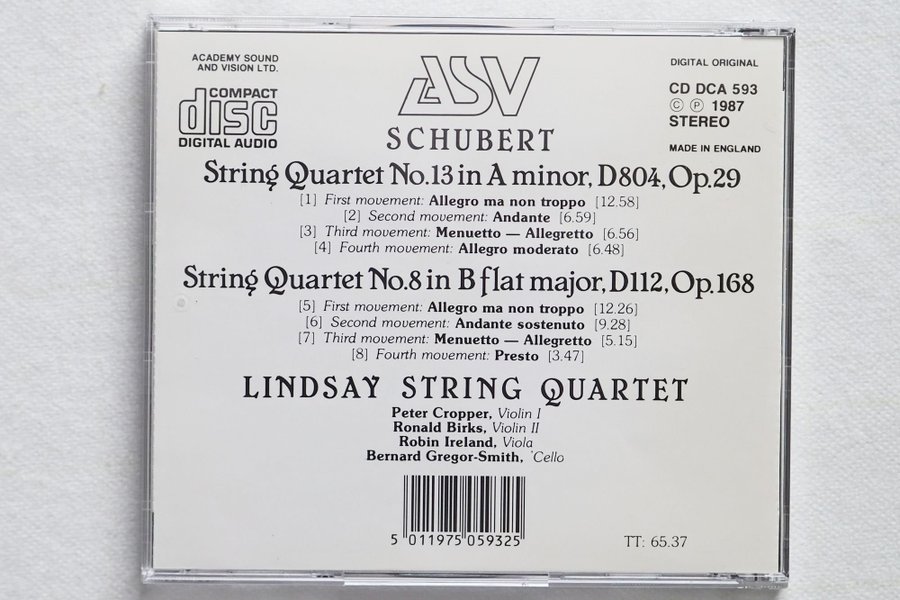 ACADEMY SOUND
AND VISION LTD.
COMPACT
disc
DIGITAL AUDIO
ASV
DIGITAL ORIGINAL
CD DCA 593
© ℗ 1987
STEREO
MADE IN ENGLAND
SCHUBERT
String Quartet No.13 in A minor, D804, Op.29
[1] First movement: Allegro ma non troppo [12.58]
[2] Second movement: Andante [6.59]
[3] Third movement: Menuetto — Allegretto [6.56]
[4] Fourth movement: Allegro moderato [6.48]
String Quartet No.8 in B flat major, D112, Op.168
[5] First movement: Allegro ma non troppo [12.26]
[6] Second movement: Andante sostenuto [9.28]
[7] Third movement: Menuetto — Allegretto [5.15]
[8] Fourth movement: Presto [3.47]
LINDSAY STRING QUARTET
Peter Cropper, Violin I
Ronald Birks, Violin II
Robin Ireland, Viola
Bernard Gregor-Smith, 'Cello
5 011975 059325
TT: 65.37